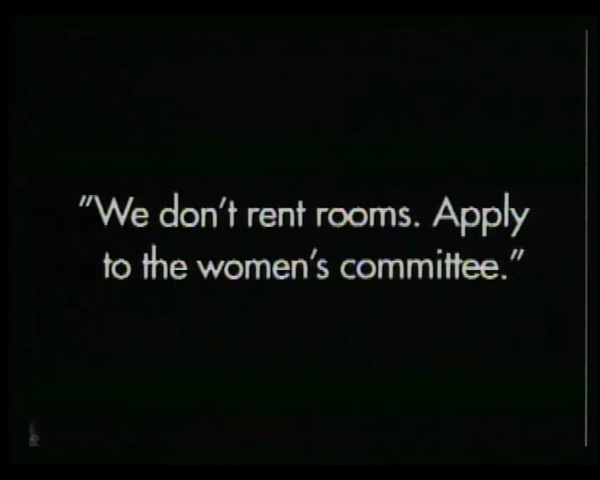 "We don't rent rooms. Apply
to the women's committee."